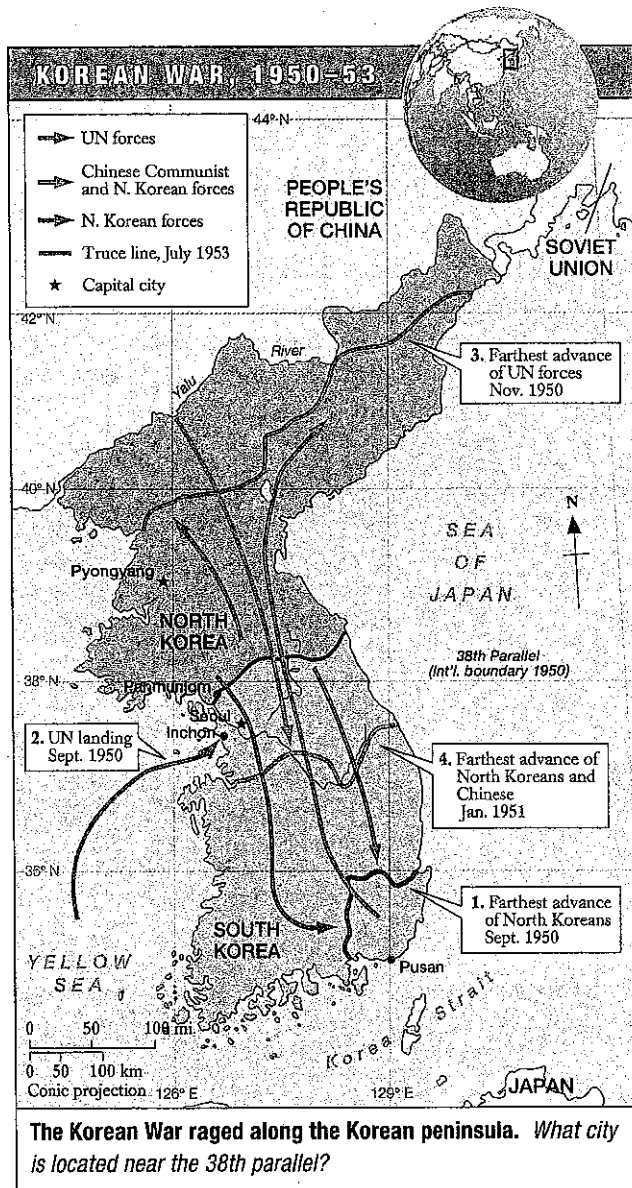 KOREAN WAR, 1950–53
UN forces
Chinese Communist
and N. Korean forces
N. Korean forces
Truce line, July 1953
Capital city
44° N
PEOPLE'S
REPUBLIC
OF CHINA
SOVIET
UNION
42° N
River
Yalu
3. Farthest advance
of UN forces
Nov. 1950
40° N
N
SEA
OF
JAPAN
Pyongyang
NORTH
KOREA
38th Parallel
(Int'l. boundary 1950)
38° N
Panmunjom
Seoul
Inchon
2. UN landing
Sept. 1950
4. Farthest advance of
North Koreans and
Chinese
Jan. 1951
36° N
1. Farthest advance
of North Koreans
Sept. 1950
SOUTH
KOREA
YELLOW
SEA
Pusan
Korea Strait
0 50 100 mi.
0 50 100 km
Conic projection
126° E
129° E
JAPAN
The Korean War raged along the Korean peninsula. What city
is located near the 38th parallel?